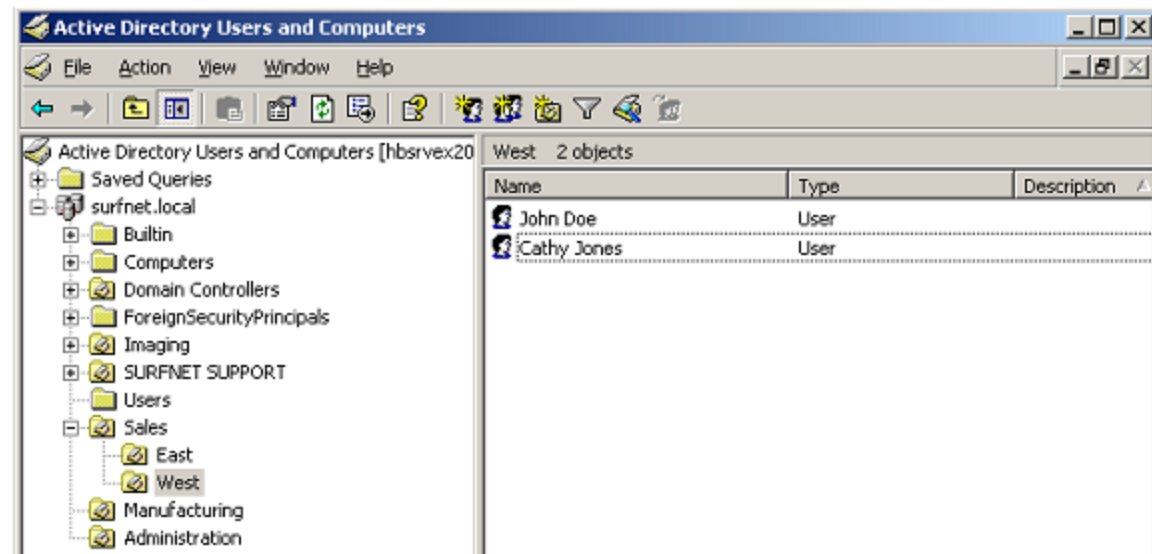 Active Directory Users and Computers
File Action View Window Help
Active Directory Users and Computers [hbsrvex20
Saved Queries
surfnet.local
Builtin
Computers
Domain Controllers
ForeignSecurityPrincipals
Imaging
SURFNET SUPPORT
Users
Sales
East
West
Manufacturing
Administration
West 2 objects
Name Type Description
John Doe User
Cathy Jones User